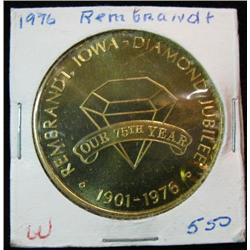 1976 Rembrandt
REMBRANDT, IOWA - DIAMOND JUBILEE
OUR 75TH YEAR
1901-1976
W
550